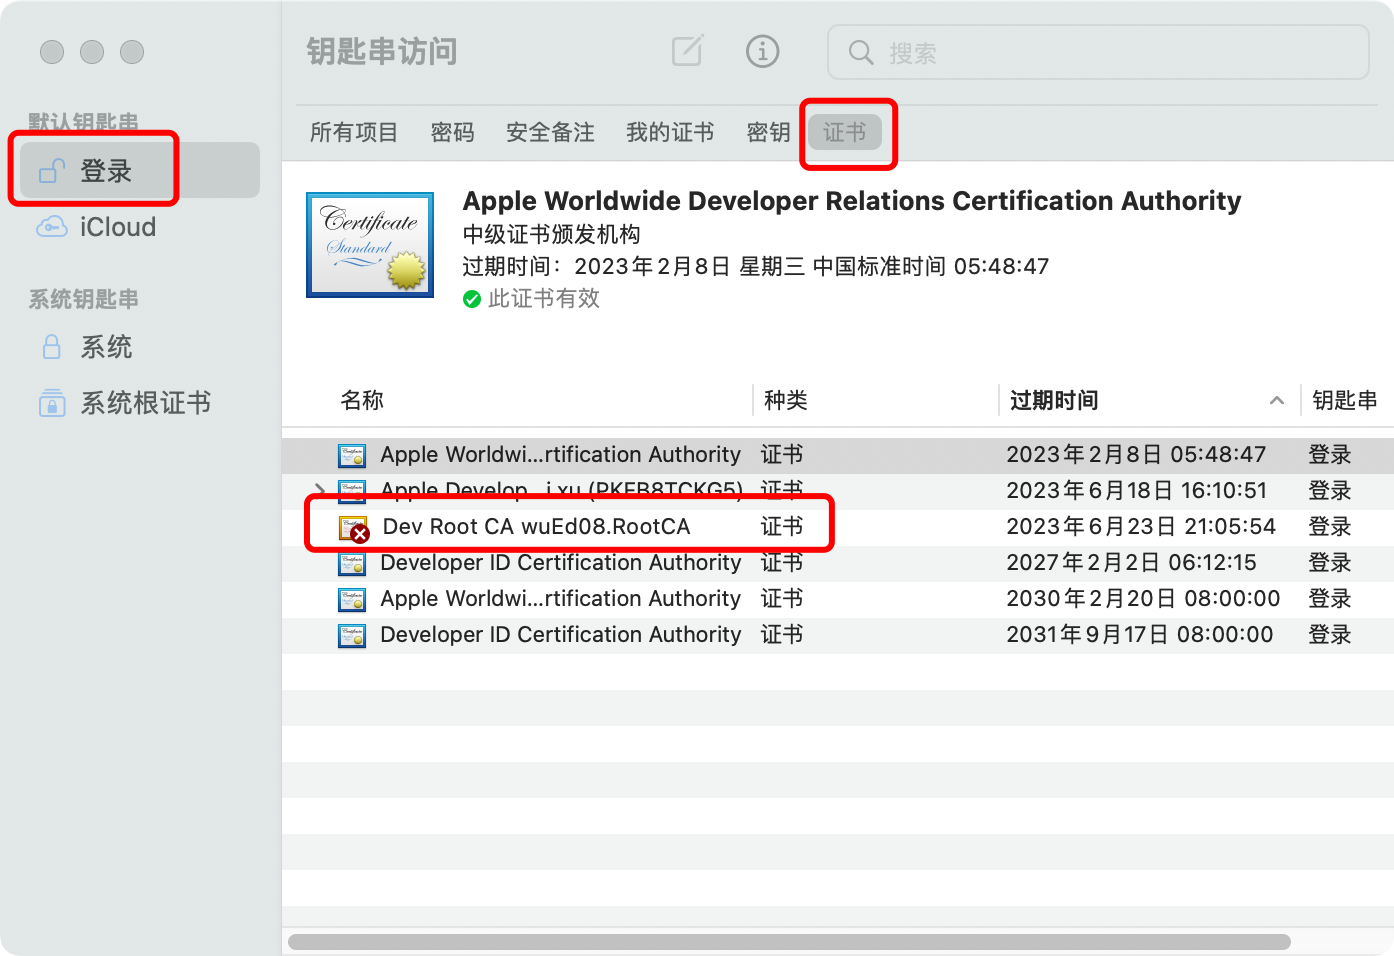 钥匙串访问
搜索
默认钥匙串
登录
iCloud
系统钥匙串
系统
系统根证书
所有项目 密码 安全备注 我的证书 密钥 证书
Certificate
Standard
Apple Worldwide Developer Relations Certification Authority
中级证书颁发机构
过期时间：2023年2月8日 星期三 中国标准时间 05:48:47
此证书有效
名称 种类 过期时间 钥匙串
Apple Worldwi...rtification Authority 证书 2023年2月8日 05:48:47 登录
Apple Develop...i xu (PKFB8TCKG5) 证书 2023年6月18日 16:10:51 登录
Dev Root CA wuEd08.RootCA 证书 2023年6月23日 21:05:54 登录
Developer ID Certification Authority 证书 2027年2月2日 06:12:15 登录
Apple Worldwi...rtification Authority 证书 2030年2月20日 08:00:00 登录
Developer ID Certification Authority 证书 2031年9月17日 08:00:00 登录